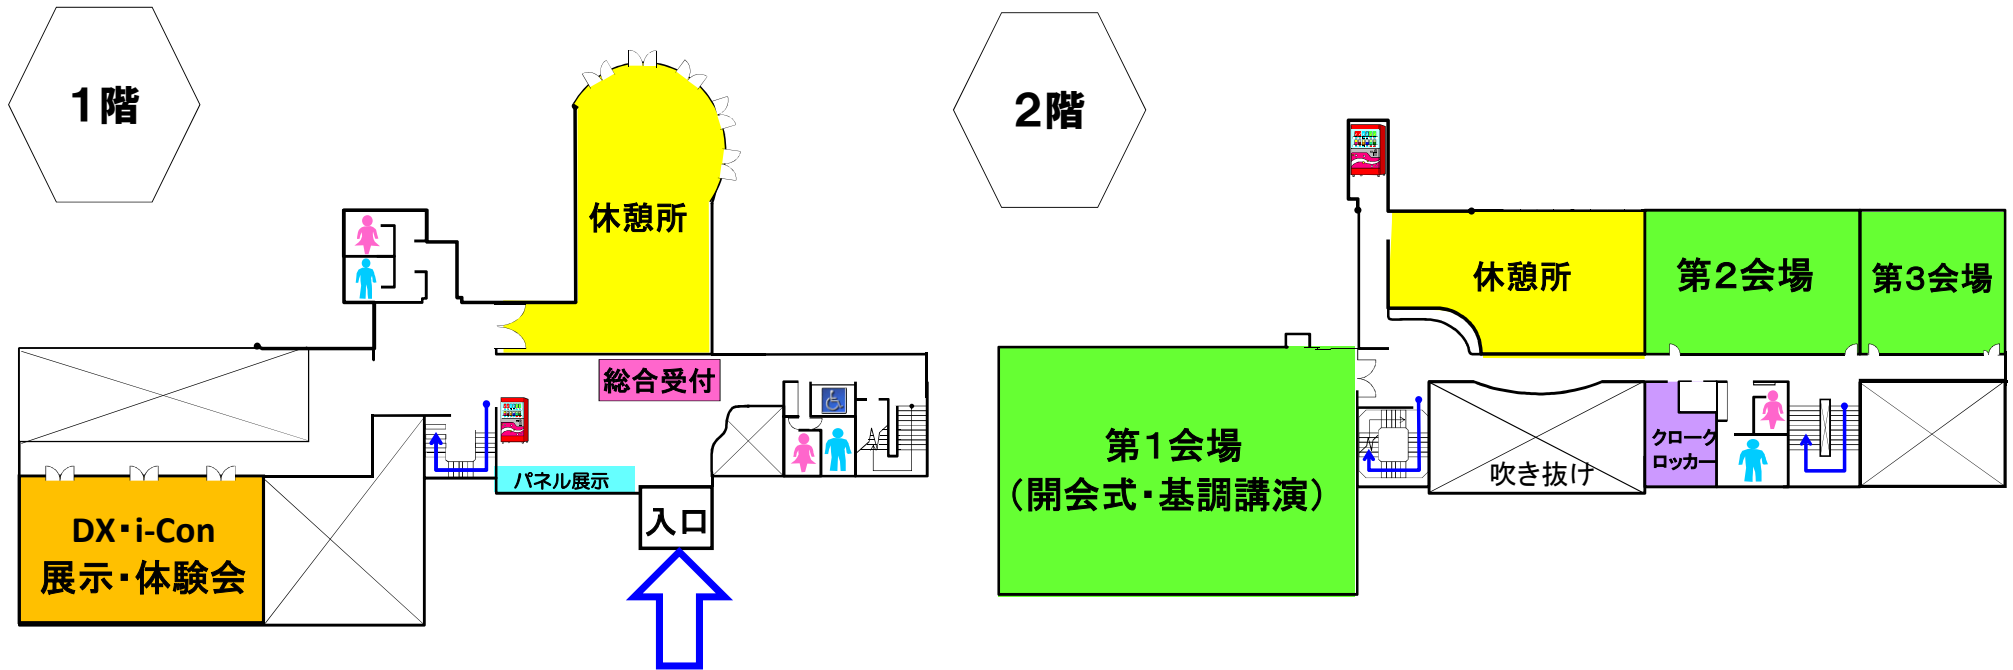 1階
休憩所
総合受付
パネル展示
入口
DX・i-Con
展示・体験会
2階
休憩所
第2会場
第3会場
第1会場
（開会式・基調講演）
吹き抜け
クローク
ロッカー